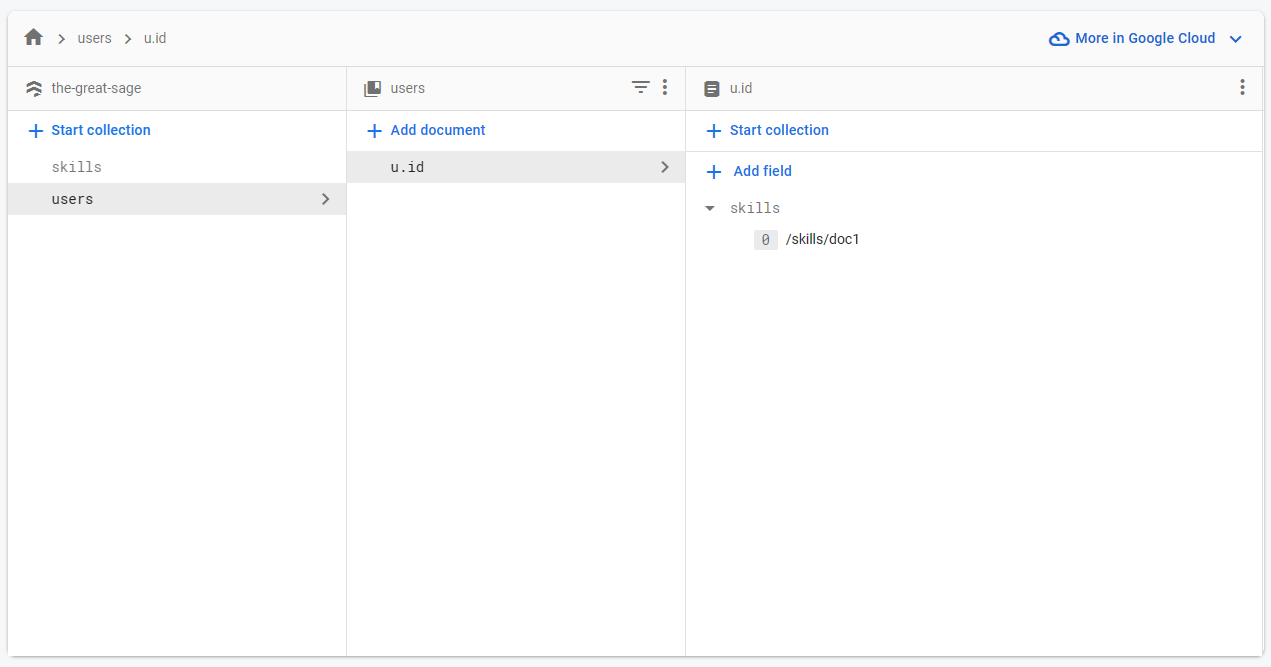 users u.id More in Google Cloud
the-great-sage users u.id
Start collection Add document Start collection
skills u.id Add field
users skills
0 /skills/doc1